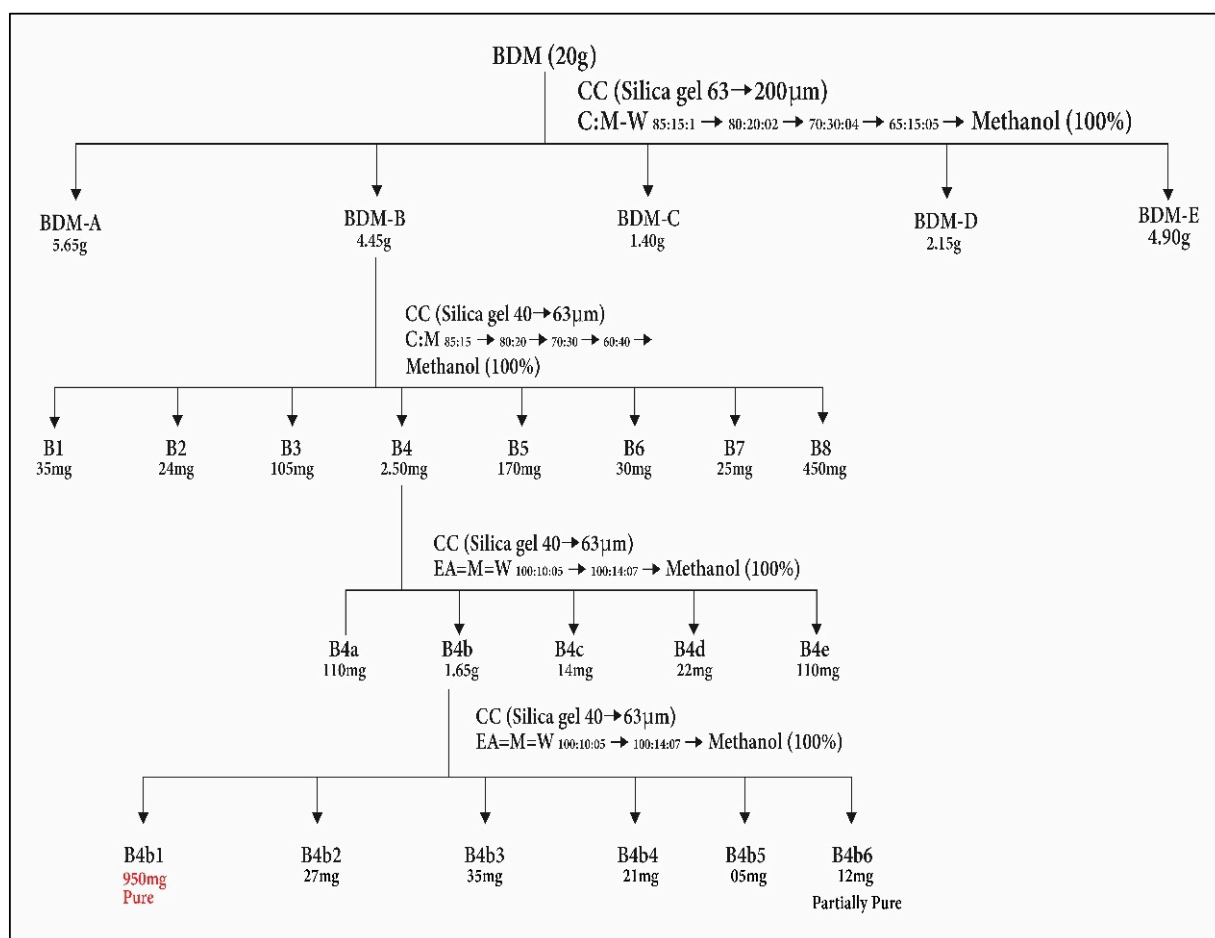 BDM (20g)
CC (Silica gel 63→200µm)
C:M-W 85:15:1 → 80:20:02 → 70:30:04 → 65:15:05 → Methanol (100%)
BDM-A
5.65g
BDM-B
4.45g
BDM-C
1.40g
BDM-D
2.15g
BDM-E
4.90g
CC (Silica gel 40→63µm)
C:M 85:15 → 80:20 → 70:30 → 60:40 →
Methanol (100%)
B1
35mg
B2
24mg
B3
105mg
B4
2.50mg
B5
170mg
B6
30mg
B7
25mg
B8
450mg
CC (Silica gel 40→63µm)
EA=M=W 100:10:05 → 100:14:07 → Methanol (100%)
B4a
110mg
B4b
1.65g
B4c
14mg
B4d
22mg
B4e
110mg
CC (Silica gel 40→63µm)
EA=M=W 100:10:05 → 100:14:07 → Methanol (100%)
B4b1
950mg
Pure
B4b2
27mg
B4b3
35mg
B4b4
21mg
B4b5
05mg
B4b6
12mg
Partially Pure